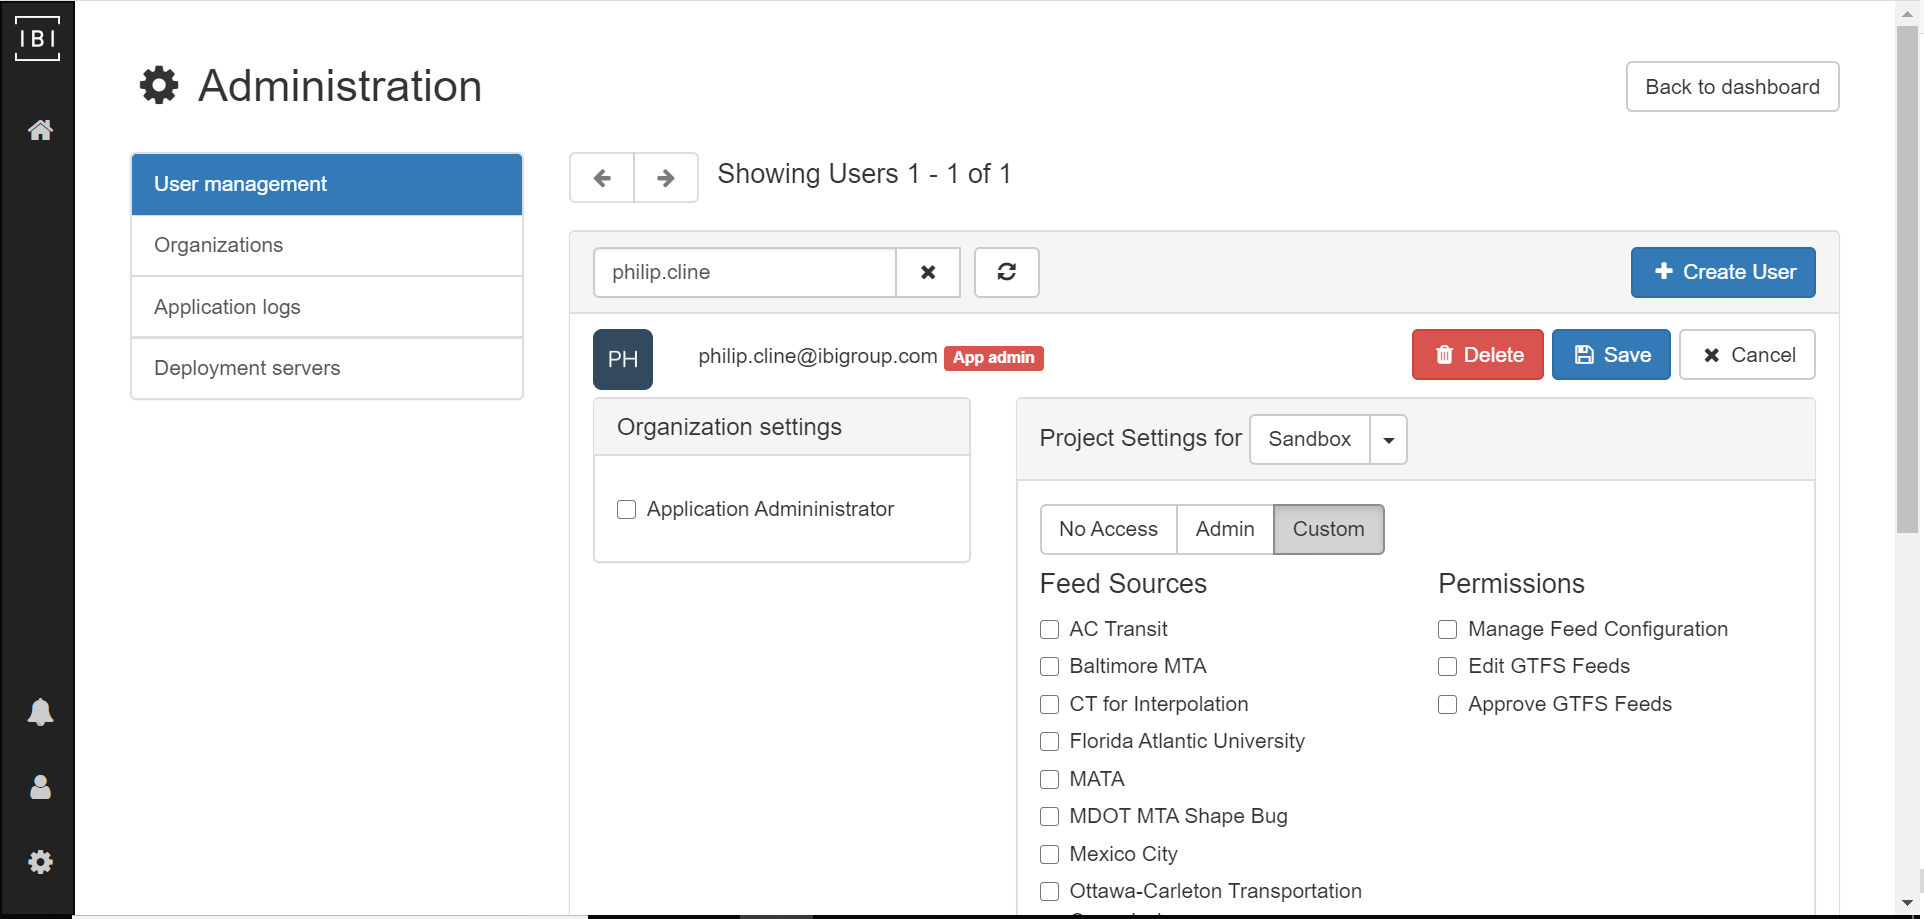 IBI
Administration
Back to dashboard
User management
Organizations
Application logs
Deployment servers
Showing Users 1 - 1 of 1
philip.cline
Create User
PH
philip.cline@ibigroup.com App admin
Delete
Save
Cancel
Organization settings
Application Admininistrator
Project Settings for Sandbox
No Access
Admin
Custom
Feed Sources
AC Transit
Baltimore MTA
CT for Interpolation
Florida Atlantic University
MATA
MDOT MTA Shape Bug
Mexico City
Ottawa-Carleton Transportation
Permissions
Manage Feed Configuration
Edit GTFS Feeds
Approve GTFS Feeds